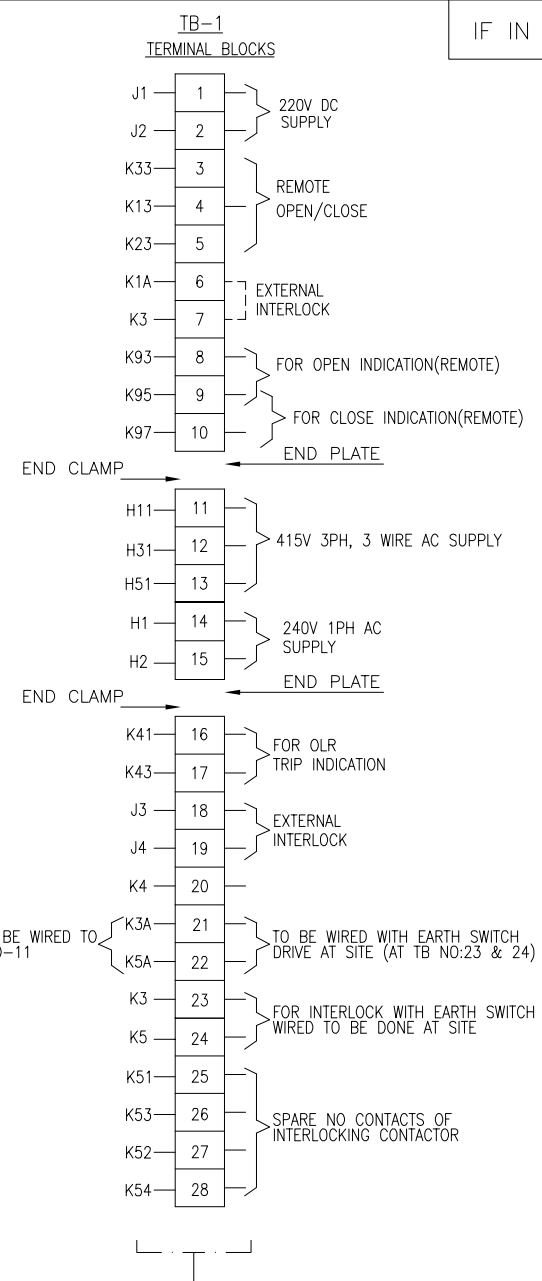 IF IN
TB-1
TERMINAL BLOCKS
J1 1
J2 2
220V DC
SUPPLY
K33 3
K13 4
K23 5
REMOTE
OPEN/CLOSE
K1A 6
K3 7
EXTERNAL
INTERLOCK
K93 8
K95 9
FOR OPEN INDICATION(REMOTE)
K97 10
FOR CLOSE INDICATION(REMOTE)
END PLATE
END CLAMP
H11 11
H31 12
H51 13
415V 3PH, 3 WIRE AC SUPPLY
H1 14
H2 15
240V 1PH AC
SUPPLY
END PLATE
END CLAMP
K41 16
K43 17
FOR OLR
TRIP INDICATION
J3 18
J4 19
EXTERNAL
INTERLOCK
K4 20
BE WIRED TO
-11
K3A 21
K5A 22
TO BE WIRED WITH EARTH SWITCH
DRIVE AT SITE (AT TB NO:23 & 24)
K3 23
K5 24
FOR INTERLOCK WITH EARTH SWITCH
WIRED TO BE DONE AT SITE
K51 25
K53 26
K52 27
K54 28
SPARE NO CONTACTS OF
INTERLOCKING CONTACTOR